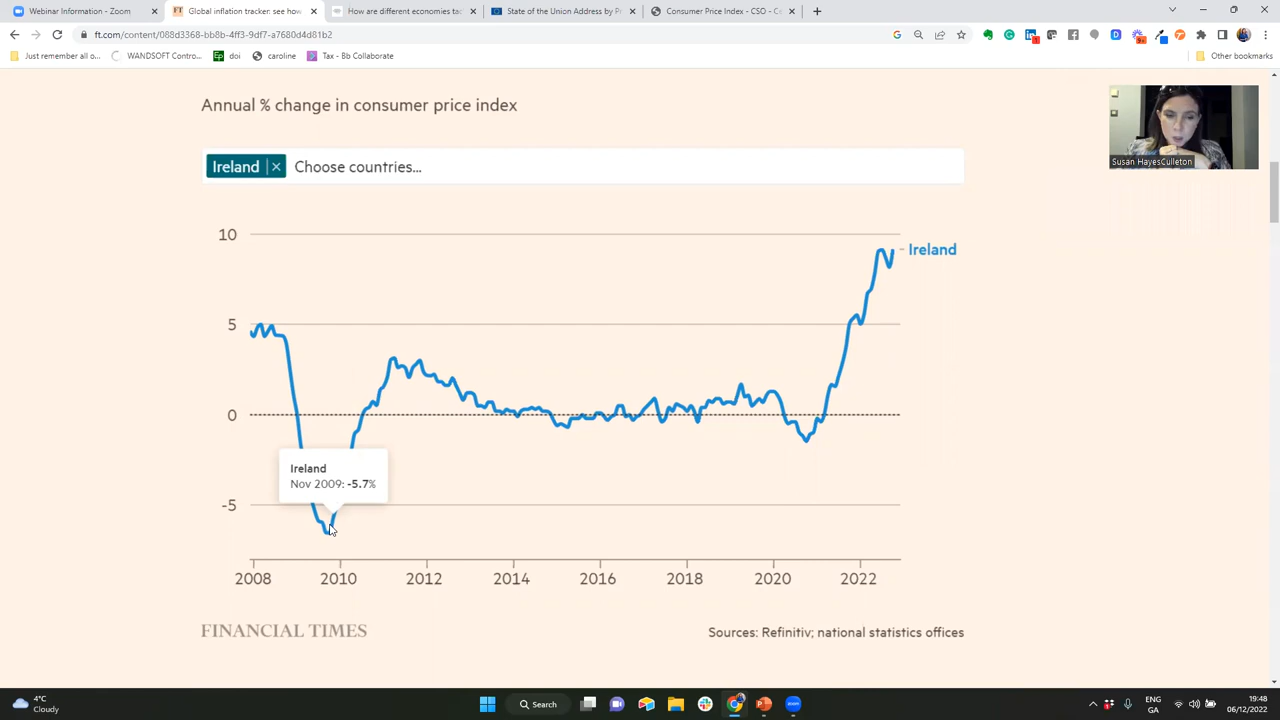 Webinar Information - Zoom
Global inflation tracker: see how
How are different economies tac
State of the Union Address by Pr
Consumer Price Index - CSO - Ce
ft.com/content/088d3368-bb8b-4ff3-9df7-a7680d4d81b2
Just remember all o...
WANDSOFT Contro...
doi
caroline
Tax - Bb Collaborate
Other bookmarks
Annual % change in consumer price index
Ireland
Choose countries...
Susan HayesCulleton
10
Ireland
5
0
Ireland
Nov 2009: -5.7%
-5
2008 2010 2012 2014 2016 2018 2020 2022
FINANCIAL TIMES
Sources: Refinitiv; national statistics offices
4°C
Cloudy
Search
ENG
GA
19:48
06/12/2022